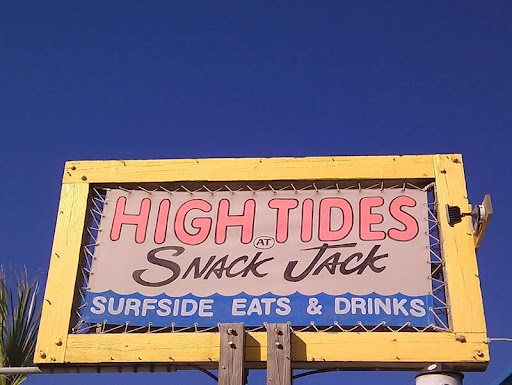 HIGH AT TIDES
SNACK JACK
SURFSIDE EATS & DRINKS